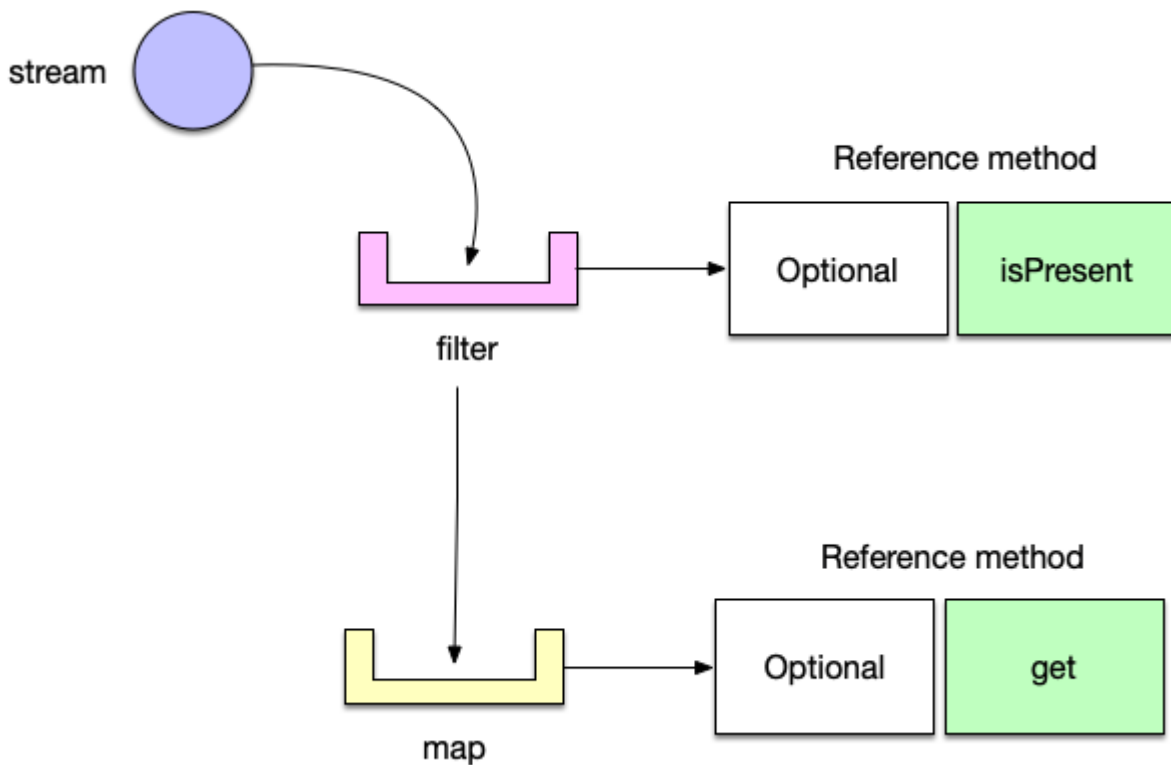 stream
Reference method
Optional
isPresent
filter
Reference method
Optional
get
map